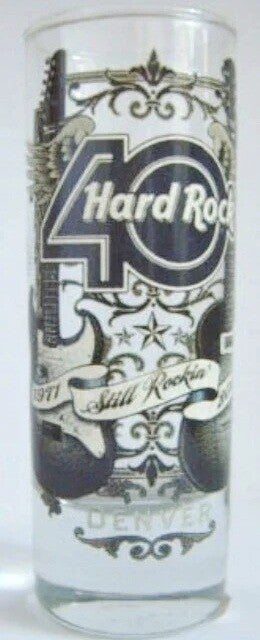 40
Hard Rock
1971
Still Rockin'
DENVER